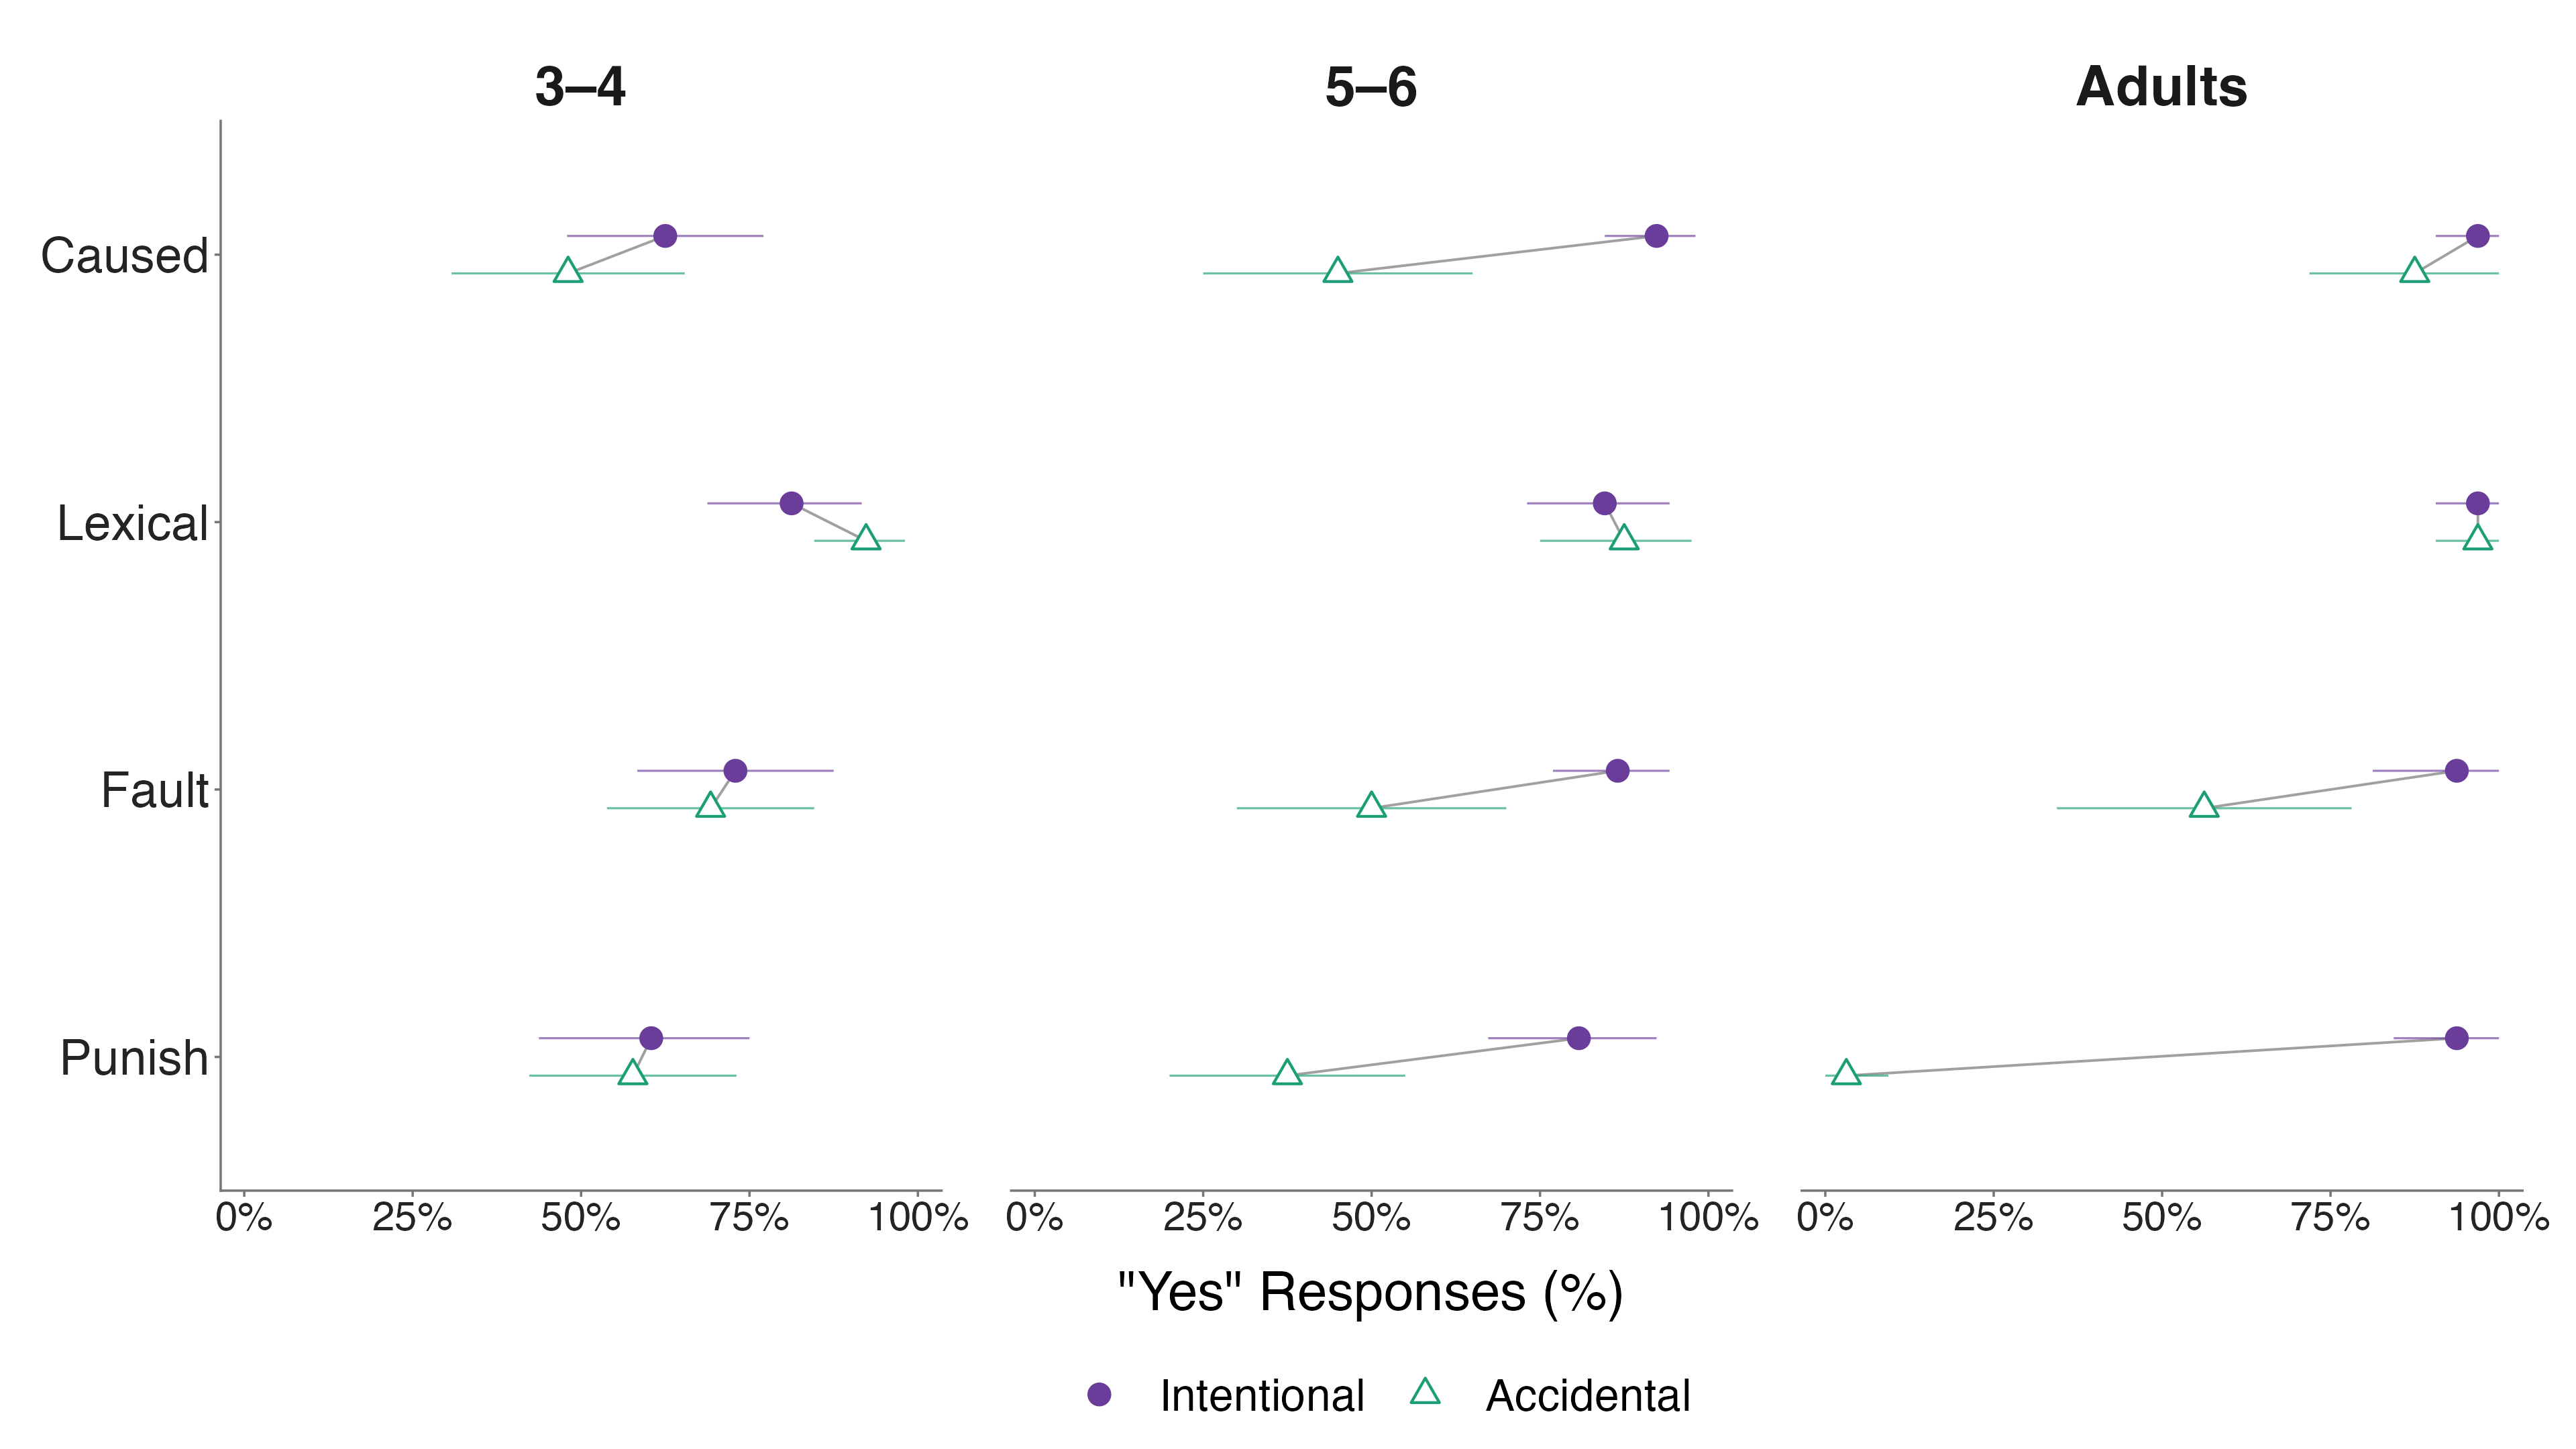 3–4 5–6 Adults
Caused
Lexical
Fault
Punish
0% 25% 50% 75% 100% 0% 25% 50% 75% 100% 0% 25% 50% 75% 100%
"Yes" Responses (%)
Intentional Accidental